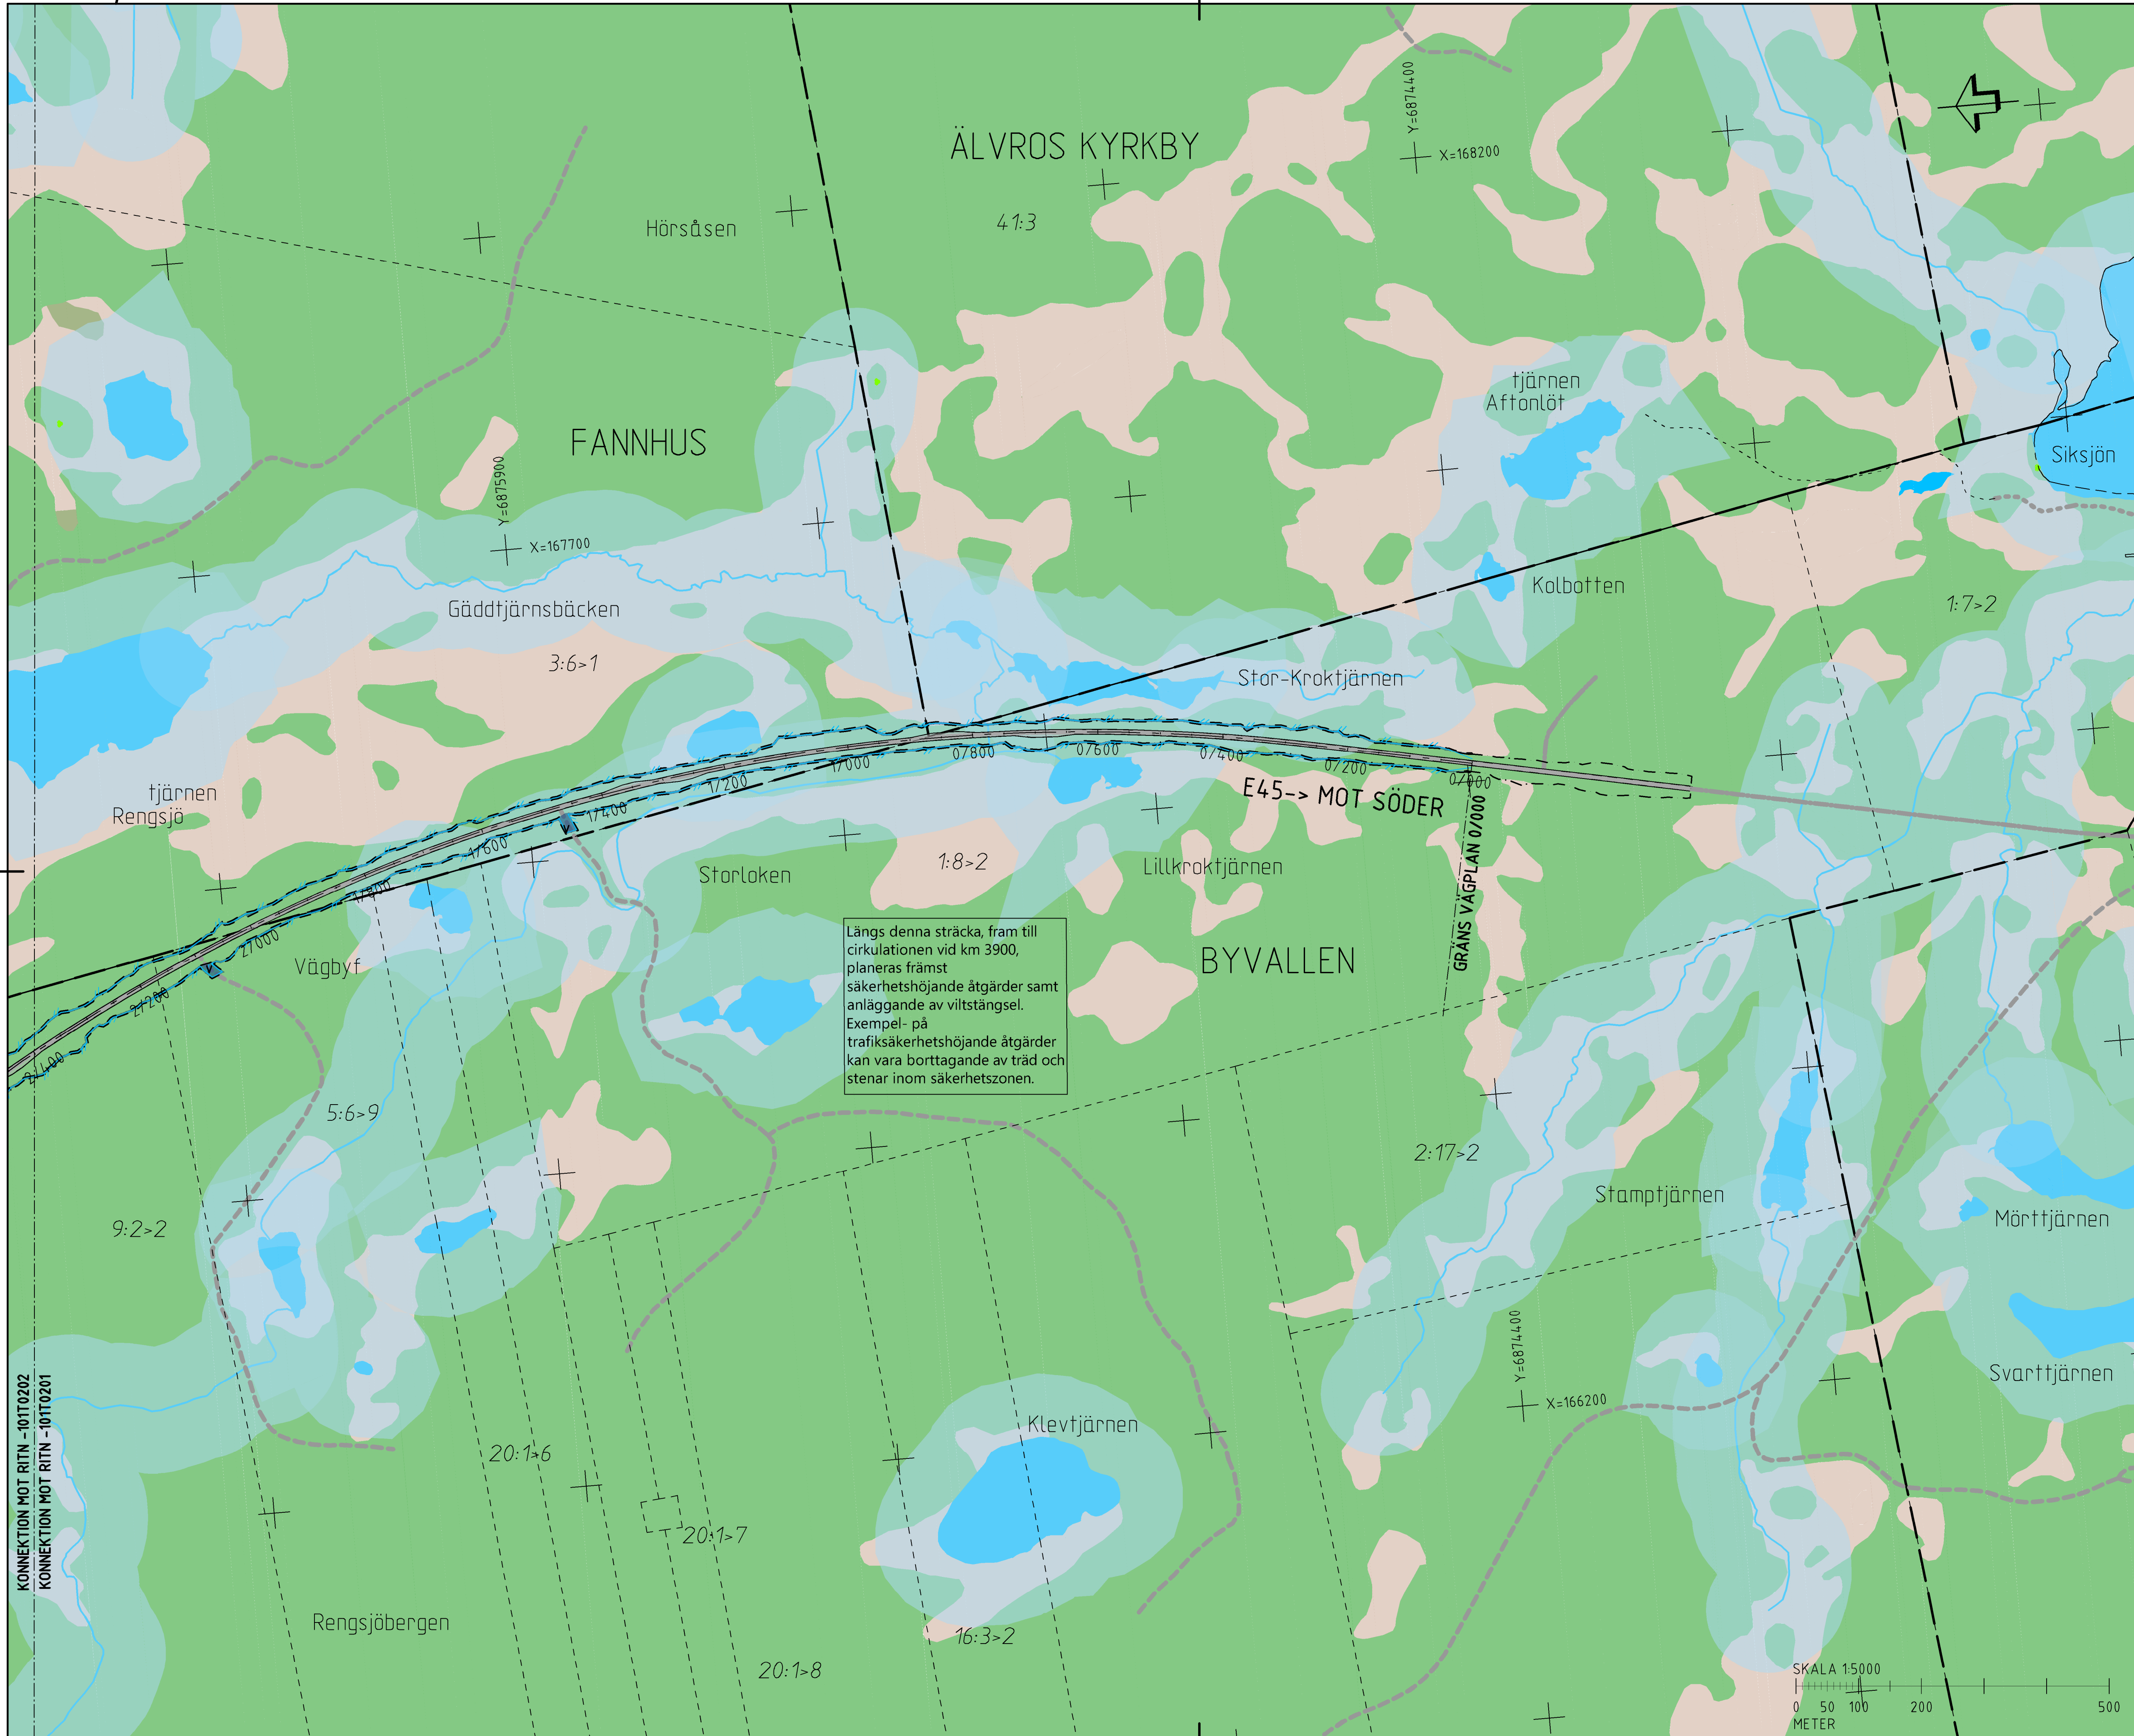 ÄLVROS KYRKBY
Y=6874400
X=168200
41:3
Hörsåsen
tjärnen
Aftonlöt
FANNHUS
Siksjön
Y=6875900
X=167700
Kolbotten
1:7>2
Gäddtjärnsbäcken
3:6>1
Stor-Kroktjärnen
0/800
0/600
0/400
0/200
0/000
1/000
1/200
1/400
1/600
1/800
2/000
2/200
2/400
E45-> MOT SÖDER
GRÄNS VÄGPLAN 0/000
tjärnen
Rengsjö
V
V
Storloken
1:8>2
Lillkroktjärnen
BYVALLEN
Vägbyf
Längs denna sträcka, fram till
cirkulationen vid km 3900,
planeras främst
säkerhetshöjande åtgärder samt
anläggande av viltstängsel.
Exempel- på
trafiksäkerhetshöjande åtgärder
kan vara borttagande av träd och
stenar inom säkerhetszonen.
5:6>9
2:17>2
9:2>2
Stamptjärnen
Mörttjärnen
Svarttjärnen
Y=6874400
X=166200
Klevtjärnen
20:1>6
20:1>7
KONNEKTION MOT RITN -101T0202
KONNEKTION MOT RITN -101T0201
Rengsjöbergen
16:3>2
20:1>8
SKALA 1:5000
0 50 100 200 500
METER